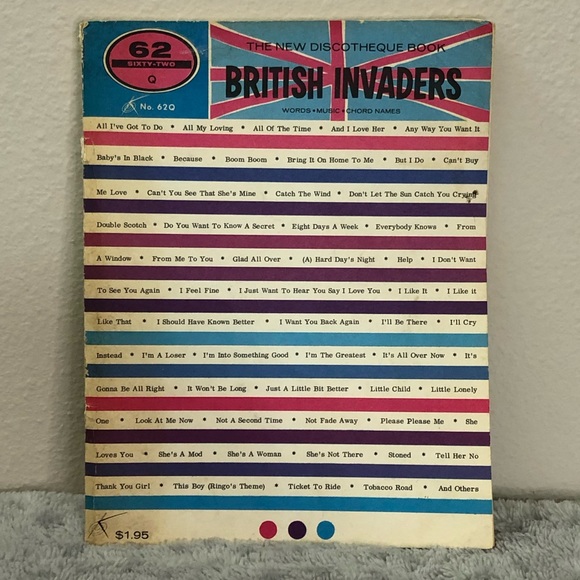 62
SIXTY-TWO
Q
No. 62Q
THE NEW DISCOTHEQUE BOOK
BRITISH INVADERS
WORDS • MUSIC • CHORD NAMES
All I've Got To Do • All My Loving • All Of The Time • And I Love Her • Any Way You Want It
Baby's In Black • Because • Boom Boom • Bring It On Home To Me • But I Do • Can't Buy
Me Love • Can't You See That She's Mine • Catch The Wind • Don't Let The Sun Catch You Crying
Double Scotch • Do You Want To Know A Secret • Eight Days A Week • Everybody Knows • From
A Window • From Me To You • Glad All Over • (A) Hard Day's Night • Help • I Don't Want
To See You Again • I Feel Fine • I Just Want To Hear You Say I Love You • I Like It • I Like it
Like That • I Should Have Known Better • I Want You Back Again • I'll Be There • I'll Cry
Instead • I'm A Loser • I'm Into Something Good • I'm The Greatest • It's All Over Now • It's
Gonna Be All Right • It Won't Be Long • Just A Little Bit Better • Little Child • Little Lonely
One • Look At Me Now • Not A Second Time • Not Fade Away • Please Please Me • She
Loves You • She's A Mod • She's A Woman • She's Not There • Stoned • Tell Her No
Thank You Girl • This Boy (Ringo's Theme) • Ticket To Ride • Tobacco Road • And Others
$1.95